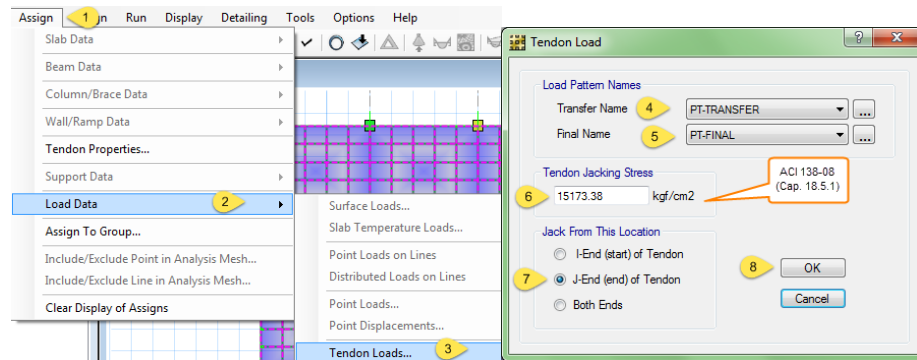 Assign
1
n
Run
Display
Detailing
Tools
Options
Help
Slab Data
Beam Data
Column/Brace Data
Wall/Ramp Data
Tendon Properties...
Support Data
Load Data
2
Assign To Group...
Include/Exclude Point in Analysis Mesh...
Include/Exclude Line in Analysis Mesh...
Clear Display of Assigns
Surface Loads...
Slab Temperature Loads...
Point Loads on Lines
Distributed Loads on Lines
Point Loads...
Point Displacements...
Tendon Loads...
3
Tendon Load
Load Pattern Names
Transfer Name
4
PT-TRANSFER
...
Final Name
5
PT-FINAL
...
Tendon Jacking Stress
6
15173.38
kgf/cm2
ACI 138-08
(Cap. 18.5.1)
Jack From This Location
I-End (start) of Tendon
7
J-End (end) of Tendon
Both Ends
8
OK
Cancel